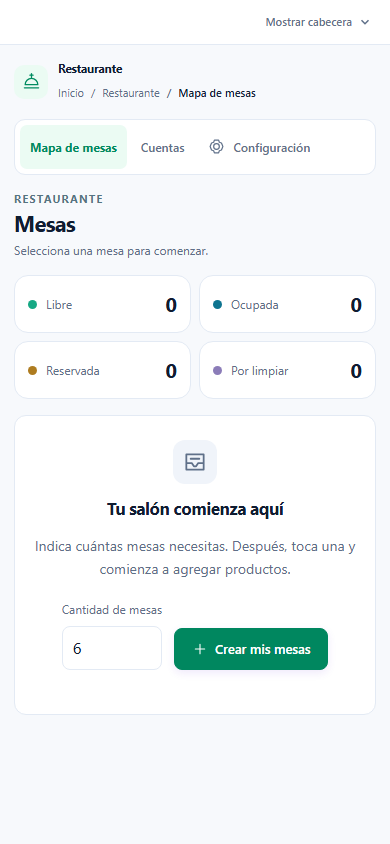 Mostrar cabecera
Restaurante
Inicio / Restaurante / Mapa de mesas
Mapa de mesas
Cuentas
Configuración
RESTAURANTE
Mesas
Selecciona una mesa para comenzar.
Libre 0
Ocupada 0
Reservada 0
Por limpiar 0
Tu salón comienza aquí
Indica cuántas mesas necesitas. Después, toca una y
comienza a agregar productos.
Cantidad de mesas
6
Crear mis mesas